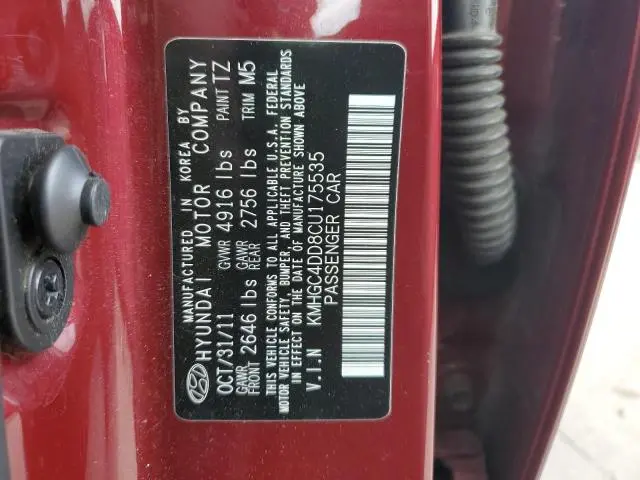 MANUFACTURED IN KOREA BY
HYUNDAI MOTOR COMPANY
OCT/31/11 GVWR 4916 lbs PAINT TZ
GAWR FRONT 2646 lbs GAWR REAR 2756 lbs TRIM M5
THIS VEHICLE CONFORMS TO ALL APPLICABLE U.S.A. FEDERAL
MOTOR VEHICLE SAFETY, BUMPER, AND THEFT PREVENTION STANDARDS
IN EFFECT ON THE DATE OF MANUFACTURE SHOWN ABOVE
V.I.N KMHGC4DD8CU175535
PASSENGER CAR